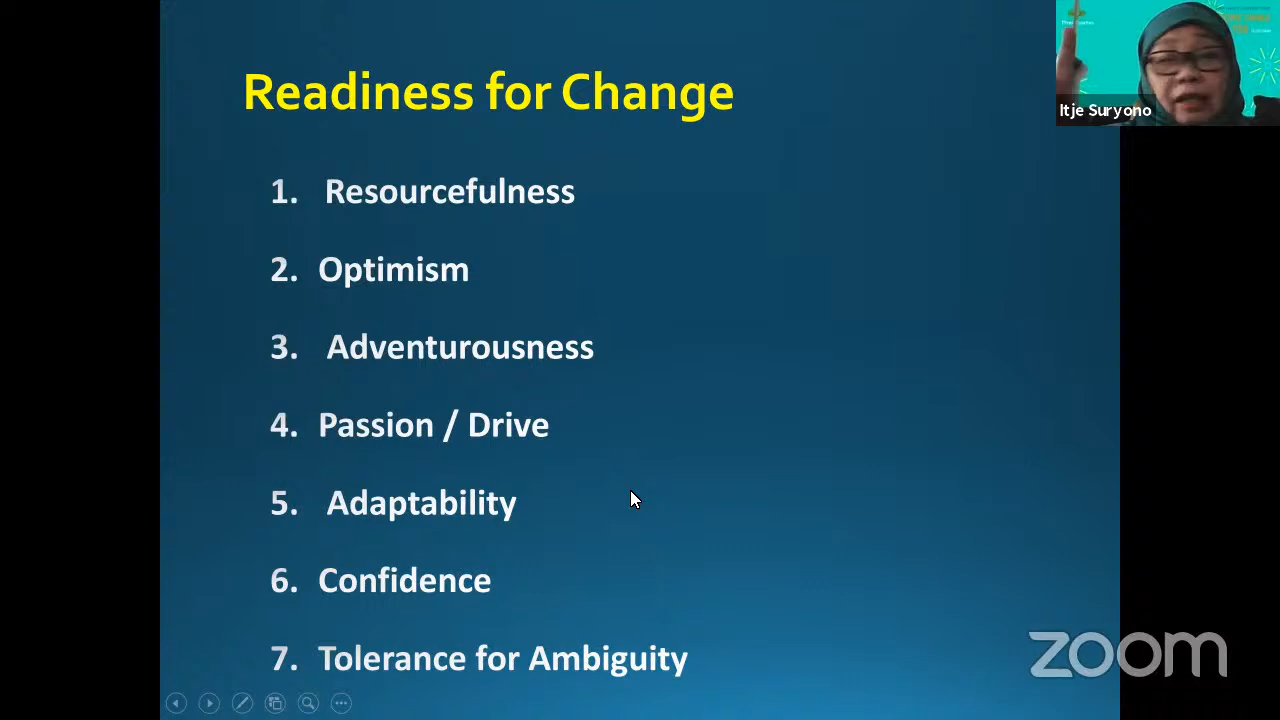 Readiness for Change
1. Resourcefulness
2. Optimism
3. Adventurousness
4. Passion / Drive
5. Adaptability
6. Confidence
7. Tolerance for Ambiguity
Itje Suryono
zoom